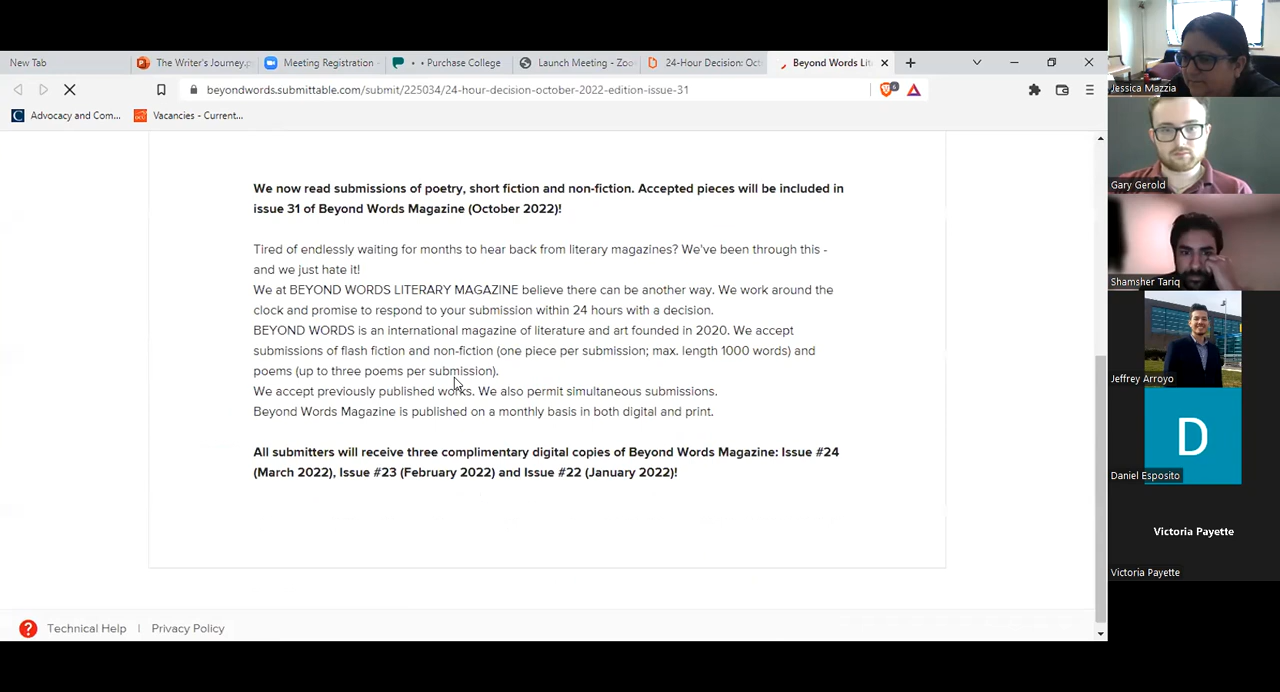 New Tab
The Writer's Journey.p
Meeting Registration
Purchase College
Launch Meeting - Zoo
24-Hour Decision: Oct
Beyond Words Lit
beyondwords.submittable.com/submit/225034/24-hour-decision-october-2022-edition-issue-31
Advocacy and Com...
Vacancies - Current...
We now read submissions of poetry, short fiction and non-fiction. Accepted pieces will be included in
issue 31 of Beyond Words Magazine (October 2022)!
Tired of endlessly waiting for months to hear back from literary magazines? We've been through this -
and we just hate it!
We at BEYOND WORDS LITERARY MAGAZINE believe there can be another way. We work around the
clock and promise to respond to your submission within 24 hours with a decision.
BEYOND WORDS is an international magazine of literature and art founded in 2020. We accept
submissions of flash fiction and non-fiction (one piece per submission; max. length 1000 words) and
poems (up to three poems per submission).
We accept previously published works. We also permit simultaneous submissions.
Beyond Words Magazine is published on a monthly basis in both digital and print.
All submitters will receive three complimentary digital copies of Beyond Words Magazine: Issue #24
(March 2022), Issue #23 (February 2022) and Issue #22 (January 2022)!
? Technical Help | Privacy Policy
Jessica Mazzia
Gary Gerold
Shamsher Tariq
Jeffrey Arroyo
D
Daniel Esposito
Victoria Payette
Victoria Payette